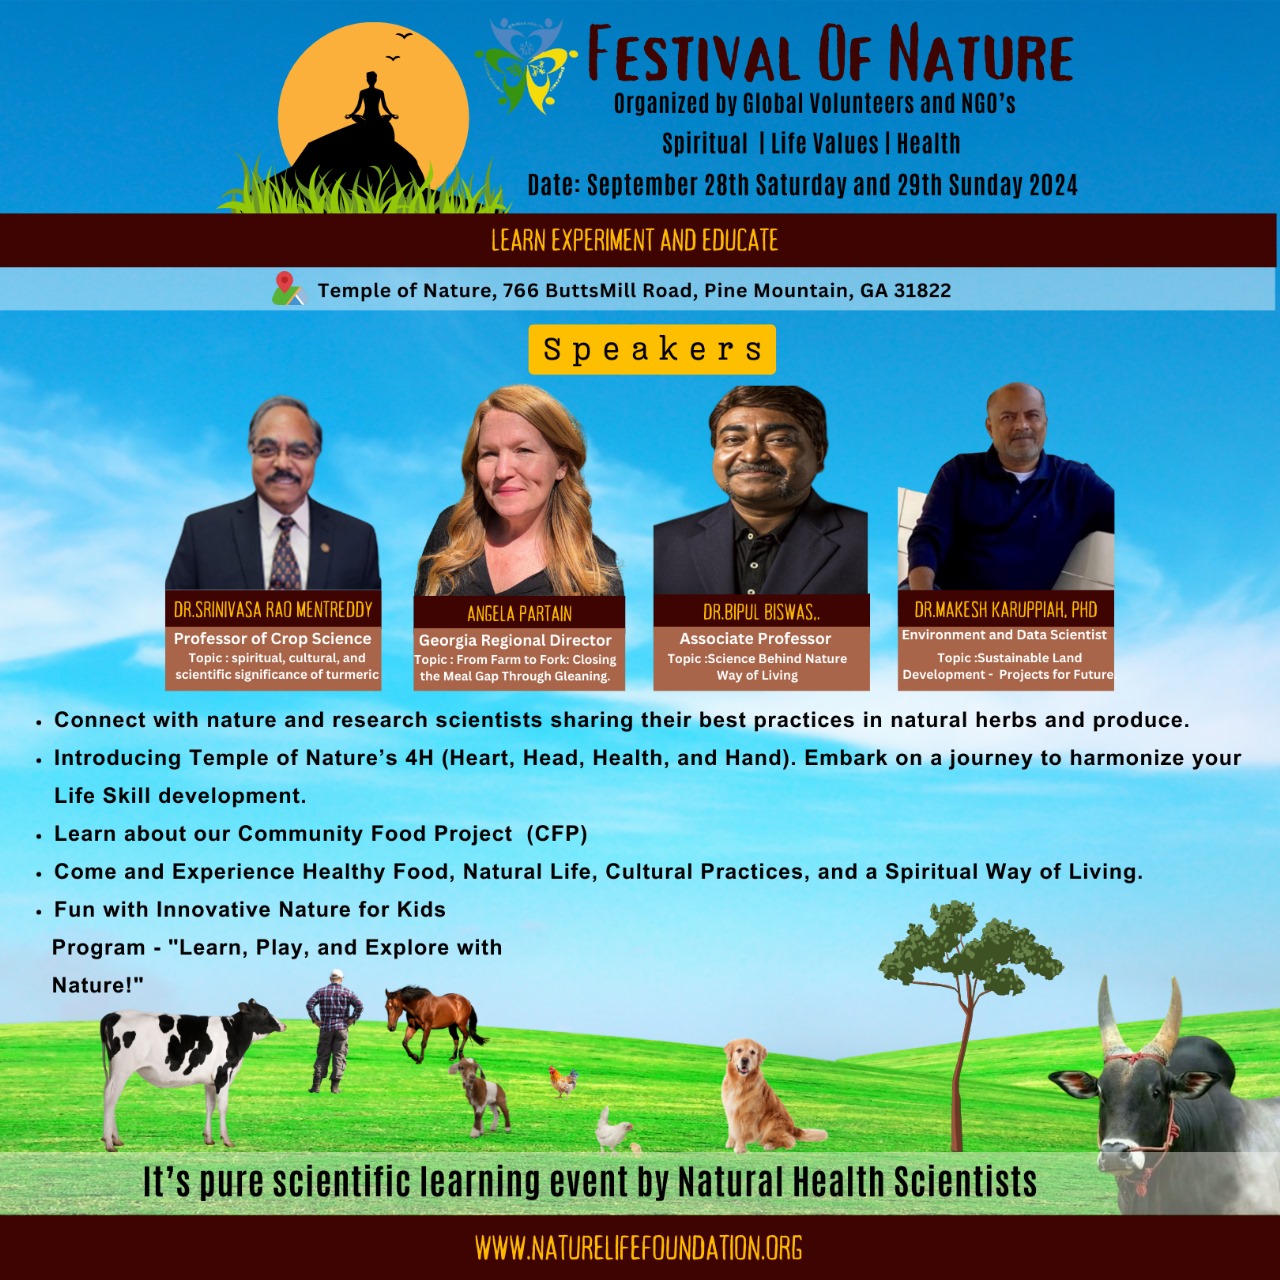 Festival Of Nature
Organized by Global Volunteers and NGO's
Spiritual | Life Values | Health
Date: September 28th Saturday and 29th Sunday 2024
LEARN EXPERIMENT AND EDUCATE
Temple of Nature, 766 ButtsMill Road, Pine Mountain, GA 31822
Speakers
DR.SRINIVASA RAO MENTREDDY
Professor of Crop Science
Topic : spiritual, cultural, and
scientific significance of turmeric
ANGELA PARTAIN
Georgia Regional Director
Topic : From Farm to Fork: Closing
the Meal Gap Through Gleaning.
DR.BIPUL BISWAS,.
Associate Professor
Topic :Science Behind Nature
Way of Living
DR.MAKESH KARUPPIAH, PHD
Environment and Data Scientist
Topic :Sustainable Land
Development - Projects for Future
• Connect with nature and research scientists sharing their best practices in natural herbs and produce.
• Introducing Temple of Nature's 4H (Heart, Head, Health, and Hand). Embark on a journey to harmonize your
Life Skill development.
• Learn about our Community Food Project (CFP)
• Come and Experience Healthy Food, Natural Life, Cultural Practices, and a Spiritual Way of Living.
• Fun with Innovative Nature for Kids
Program - "Learn, Play, and Explore with
Nature!"
It's pure scientific learning event by Natural Health Scientists
WWW.NATURELIFEFOUNDATION.ORG